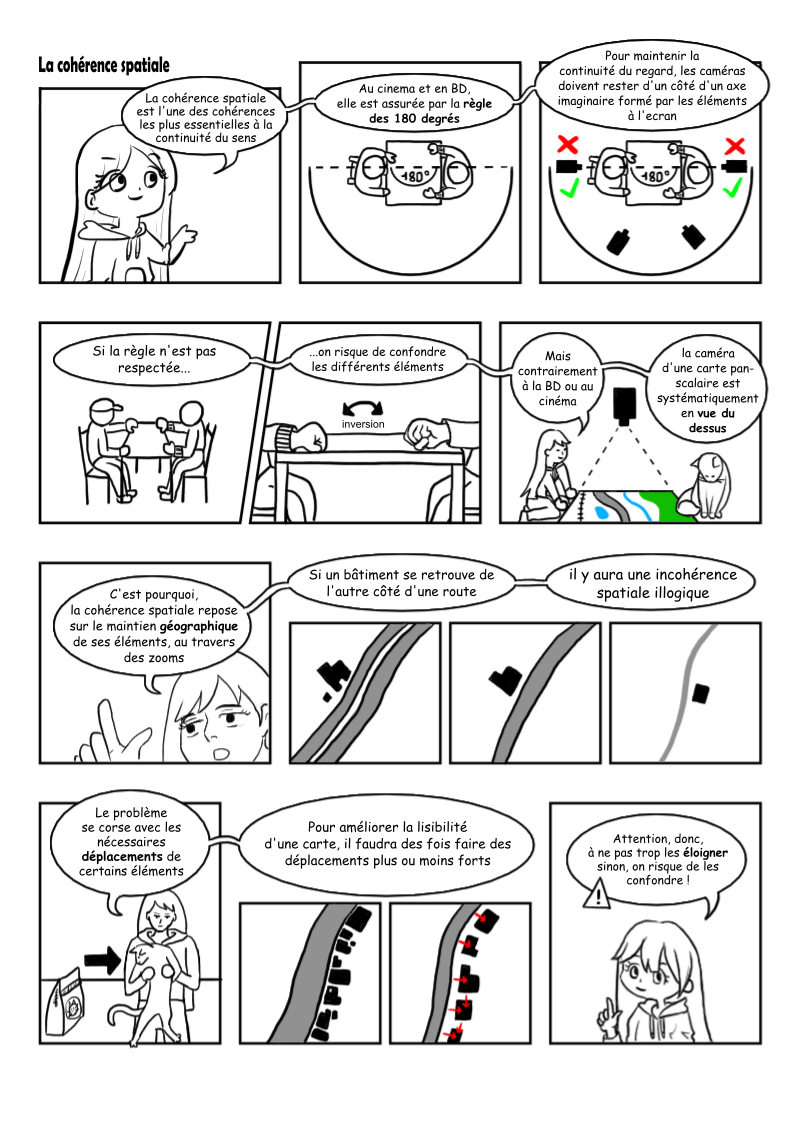 La cohérence spatiale
La cohérence spatiale
est l'une des cohérences
les plus essentielles à la
continuité du sens
Au cinema et en BD,
elle est assurée par la règle
des 180 degrés
180°
Pour maintenir la
continuité du regard, les caméras
doivent rester d'un côté d'un axe
imaginaire formé par les éléments
à l'ecran
180°
Si la règle n'est pas
respectée...
...on risque de confondre
les différents éléments
inversion
Mais
contrairement
à la BD ou au
cinéma
la caméra
d'une carte pan-
scalaire est
systématiquement
en vue du
dessus
C'est pourquoi,
la cohérence spatiale repose
sur le maintien géographique
de ses éléments, au travers
des zooms
Si un bâtiment se retrouve de
l'autre côté d'une route
il y aura une incohérence
spatiale illogique
Le problème
se corse avec les
nécessaires
déplacements de
certains éléments
Pour améliorer la lisibilité
d'une carte, il faudra des fois faire des
déplacements plus ou moins forts
Attention, donc,
à ne pas trop les éloigner
sinon, on risque de les
confondre !
!